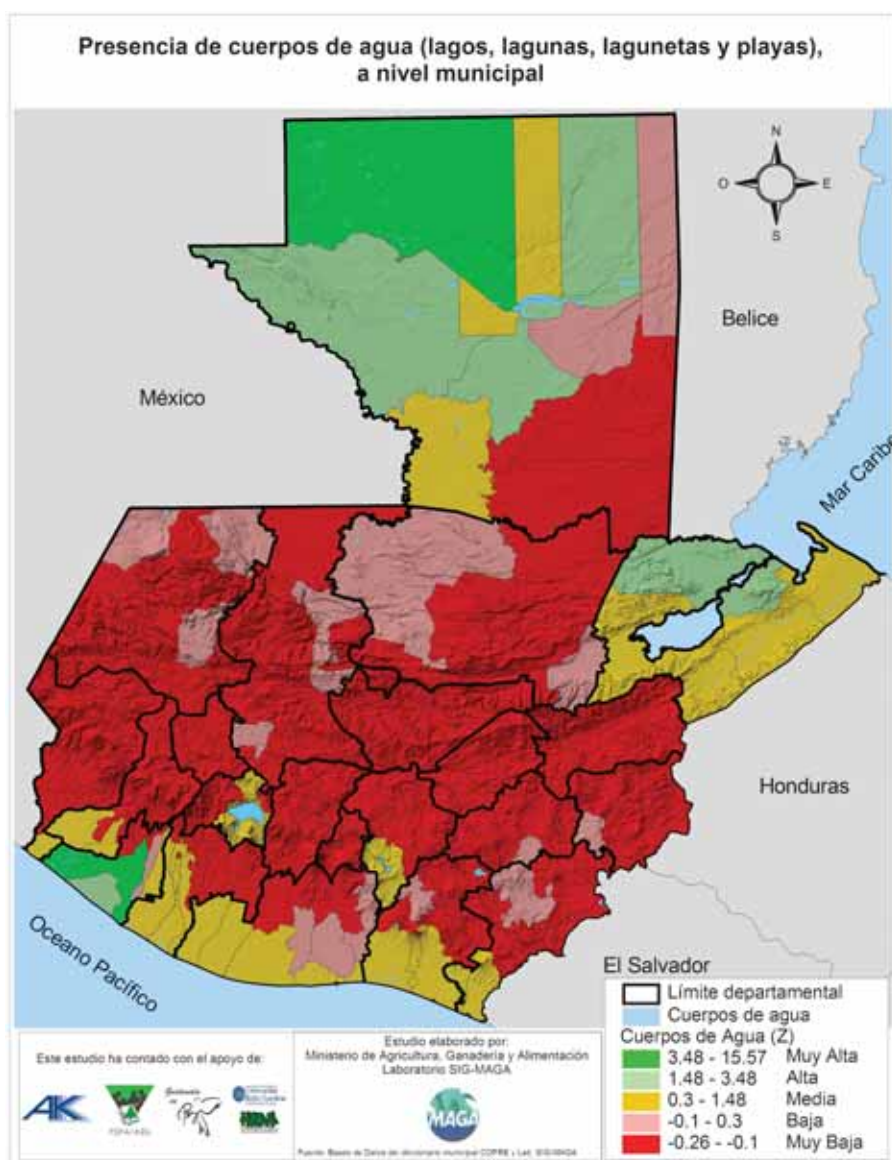 Presencia de cuerpos de agua (lagos, lagunas, lagunetas y playas),
a nivel municipal
N
O
E
S
Belice
México
Mar Caribe
Honduras
Oceano Pacífico
El Salvador
Límite departamental
Cuerpos de agua
Cuerpos de Agua (Z)
3.48 - 15.57 Muy Alta
1.48 - 3.48 Alta
0.3 - 1.48 Media
-0.1 - 0.3 Baja
-0.26 - -0.1 Muy Baja
Este estudio ha contado con el apoyo de:
Estudio elaborado por:
Ministerio de Agricultura, Ganadería y Alimentación
Laboratorio SIG-MAGA
MAGA